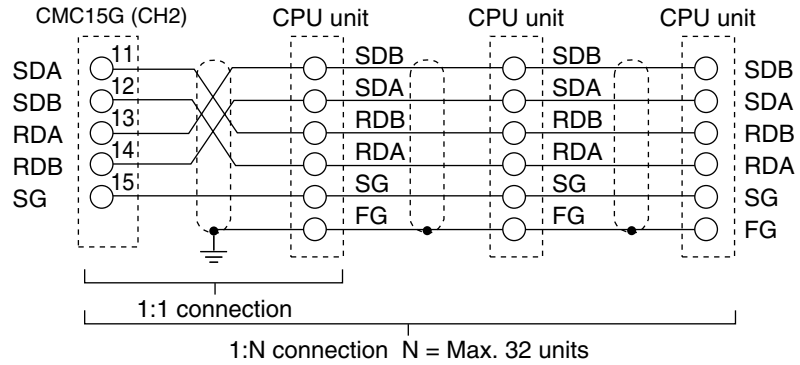 CMC15G (CH2) CPU unit CPU unit CPU unit
SDA 11 SDB SDB SDB
SDB 12 SDA SDA SDA
RDA 13 RDB RDB RDB
RDB 14 RDA RDA RDA
SG 15 SG SG SG
FG FG FG
1:1 connection
1:N connection N = Max. 32 units